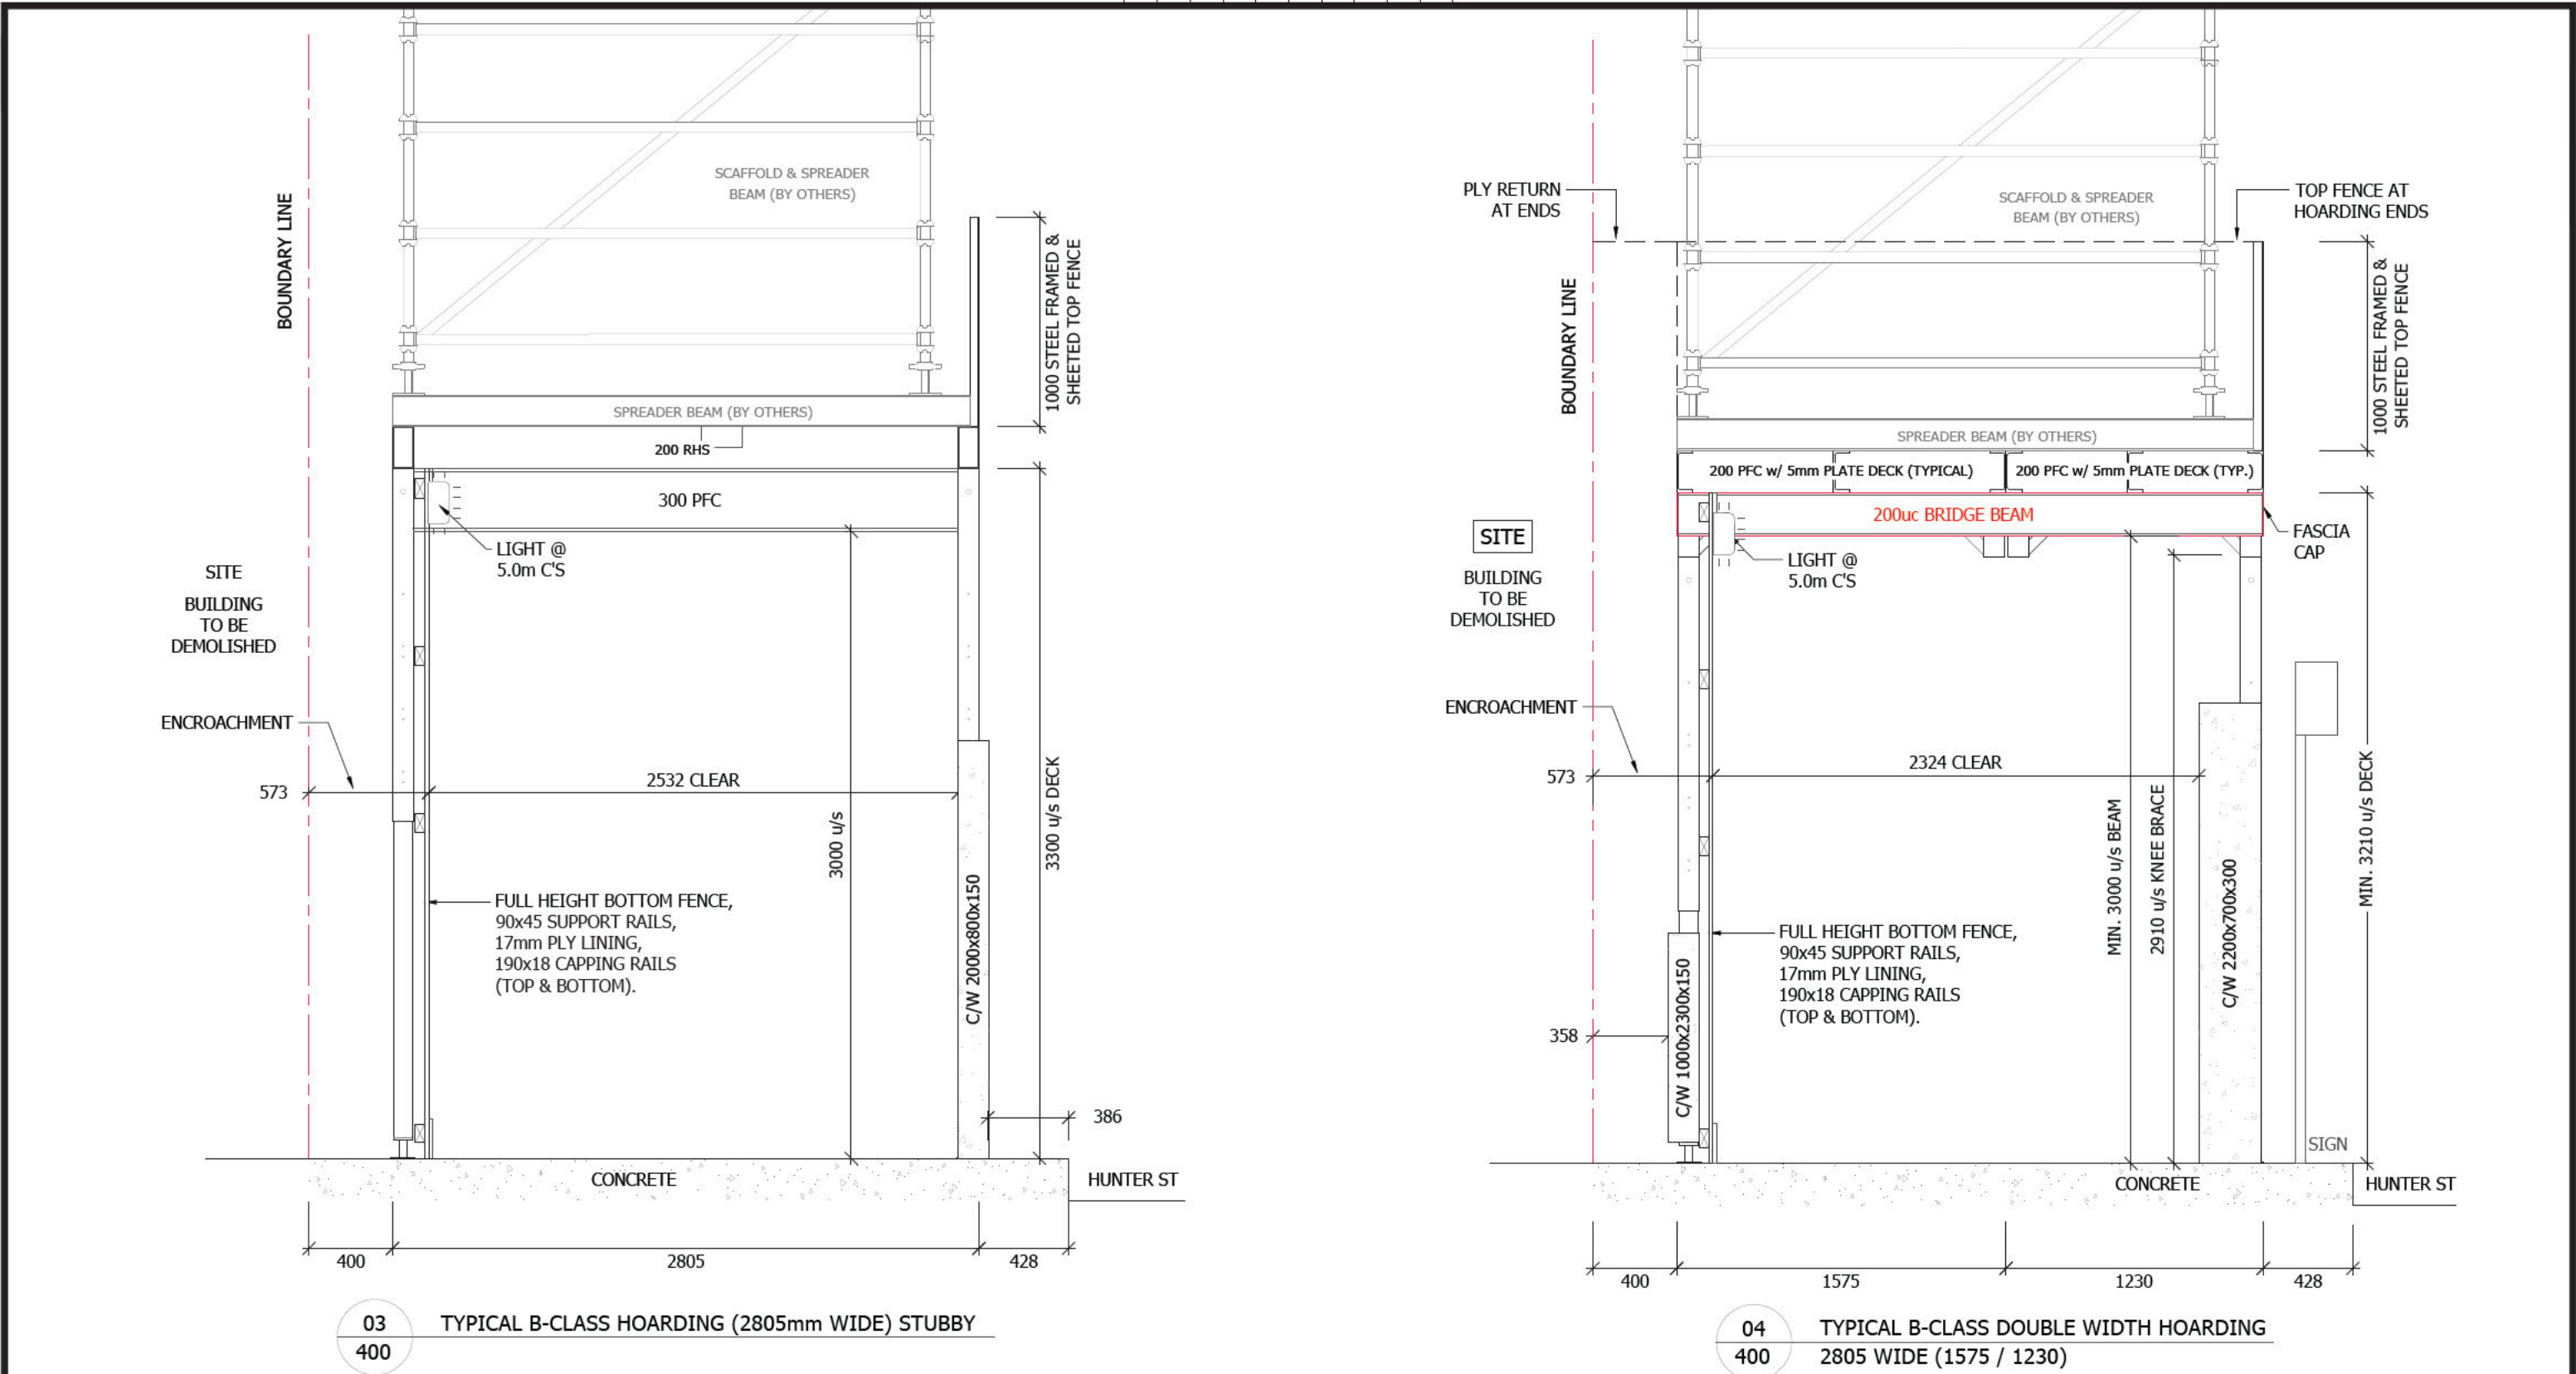 BOUNDARY LINE
SCAFFOLD & SPREADER
BEAM (BY OTHERS)
1000 STEEL FRAMED &
SHEETED TOP FENCE
SPREADER BEAM (BY OTHERS)
200 RHS
300 PFC
LIGHT @
5.0m C'S
SITE
BUILDING
TO BE
DEMOLISHED
ENCROACHMENT
573
2532 CLEAR
3000 u/s
3300 u/s DECK
FULL HEIGHT BOTTOM FENCE,
90x45 SUPPORT RAILS,
17mm PLY LINING,
190x18 CAPPING RAILS
(TOP & BOTTOM).
C/W 2000x800x150
386
CONCRETE
HUNTER ST
400
2805
428
03
400
TYPICAL B-CLASS HOARDING (2805mm WIDE) STUBBY
PLY RETURN
AT ENDS
SCAFFOLD & SPREADER
BEAM (BY OTHERS)
TOP FENCE AT
HOARDING ENDS
BOUNDARY LINE
1000 STEEL FRAMED &
SHEETED TOP FENCE
SPREADER BEAM (BY OTHERS)
200 PFC w/ 5mm PLATE DECK (TYPICAL)
200 PFC w/ 5mm PLATE DECK (TYP.)
200uc BRIDGE BEAM
FASCIA
CAP
SITE
BUILDING
TO BE
DEMOLISHED
LIGHT @
5.0m C'S
ENCROACHMENT
573
2324 CLEAR
MIN. 3000 u/s BEAM
2910 u/s KNEE BRACE
C/W 2200x700x300
MIN. 3210 u/s DECK
FULL HEIGHT BOTTOM FENCE,
90x45 SUPPORT RAILS,
17mm PLY LINING,
190x18 CAPPING RAILS
(TOP & BOTTOM).
C/W 1000x2300x150
358
SIGN
CONCRETE
HUNTER ST
400
1575
1230
428
04
400
TYPICAL B-CLASS DOUBLE WIDTH HOARDING
2805 WIDE (1575 / 1230)